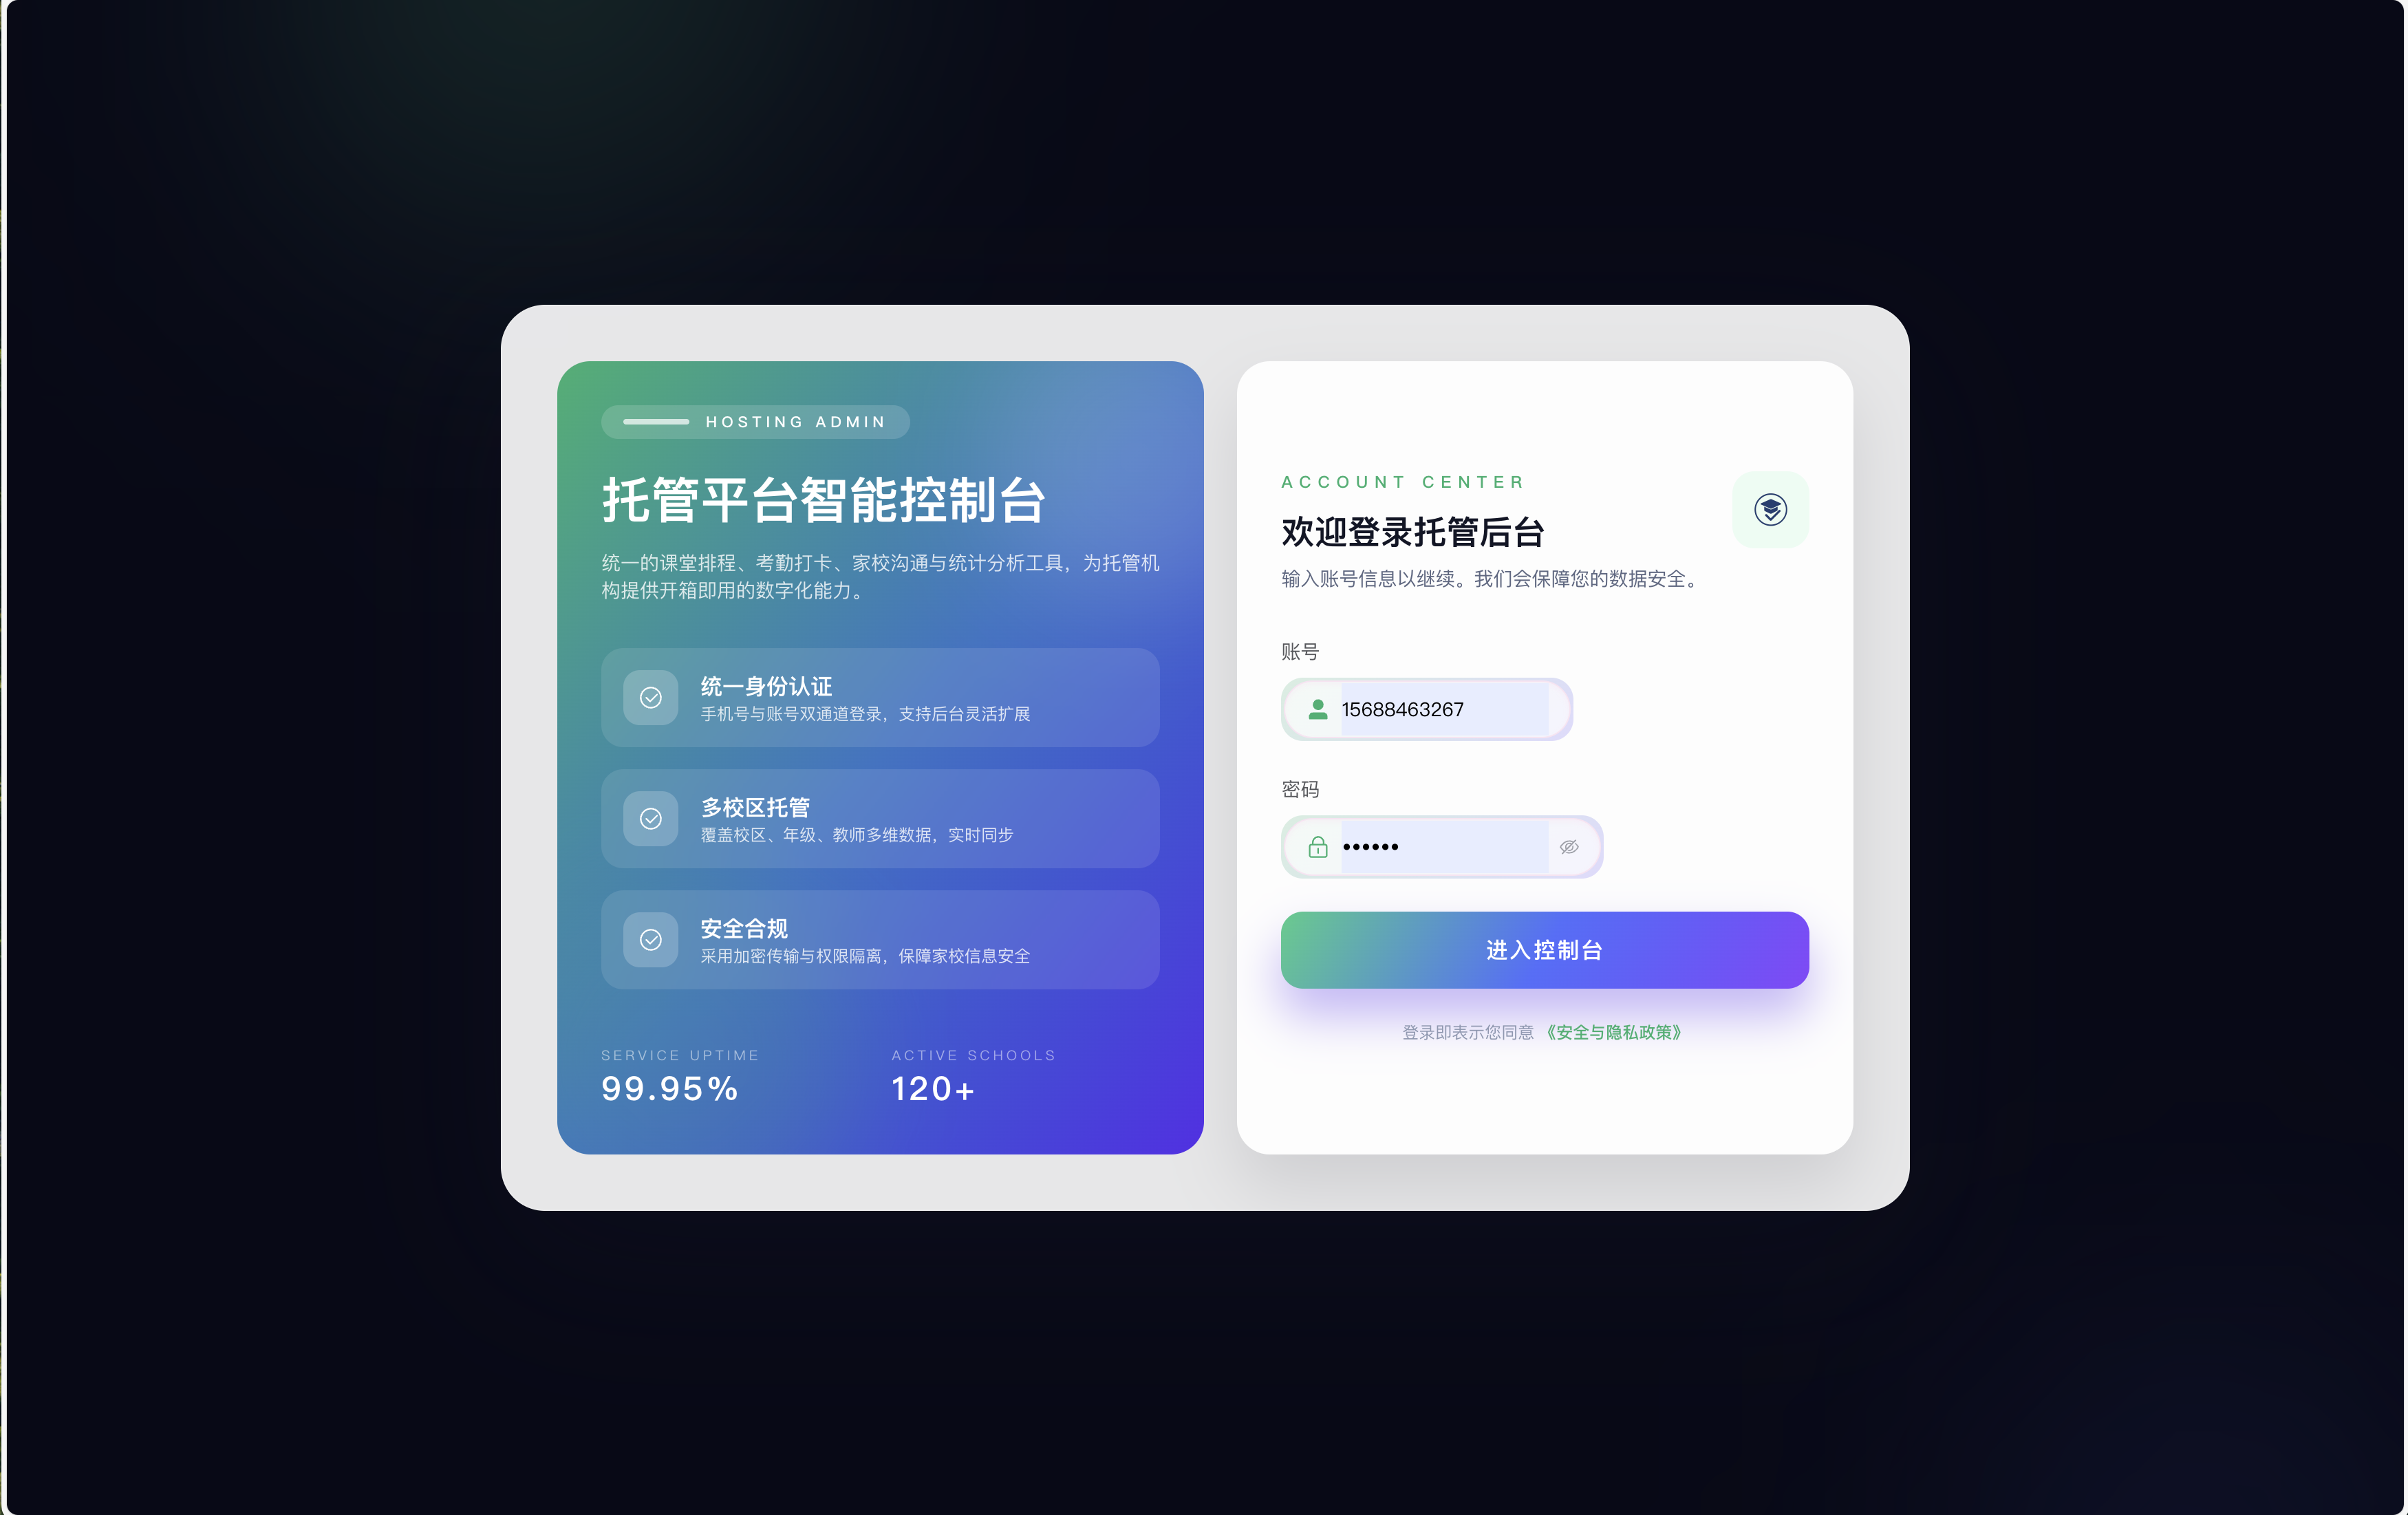 HOSTING ADMIN
托管平台智能控制台
统一的课堂排程、考勤打卡、家校沟通与统计分析工具，为托管机
构提供开箱即用的数字化能力。
统一身份认证
手机号与账号双通道登录，支持后台灵活扩展
多校区托管
覆盖校区、年级、教师多维数据，实时同步
安全合规
采用加密传输与权限隔离，保障家校信息安全
SERVICE UPTIME
99.95%
ACTIVE SCHOOLS
120+
ACCOUNT CENTER
欢迎登录托管后台
输入账号信息以继续。我们会保障您的数据安全。
账号
15688463267
密码
••••••
进入控制台
登录即表示您同意 《安全与隐私政策》